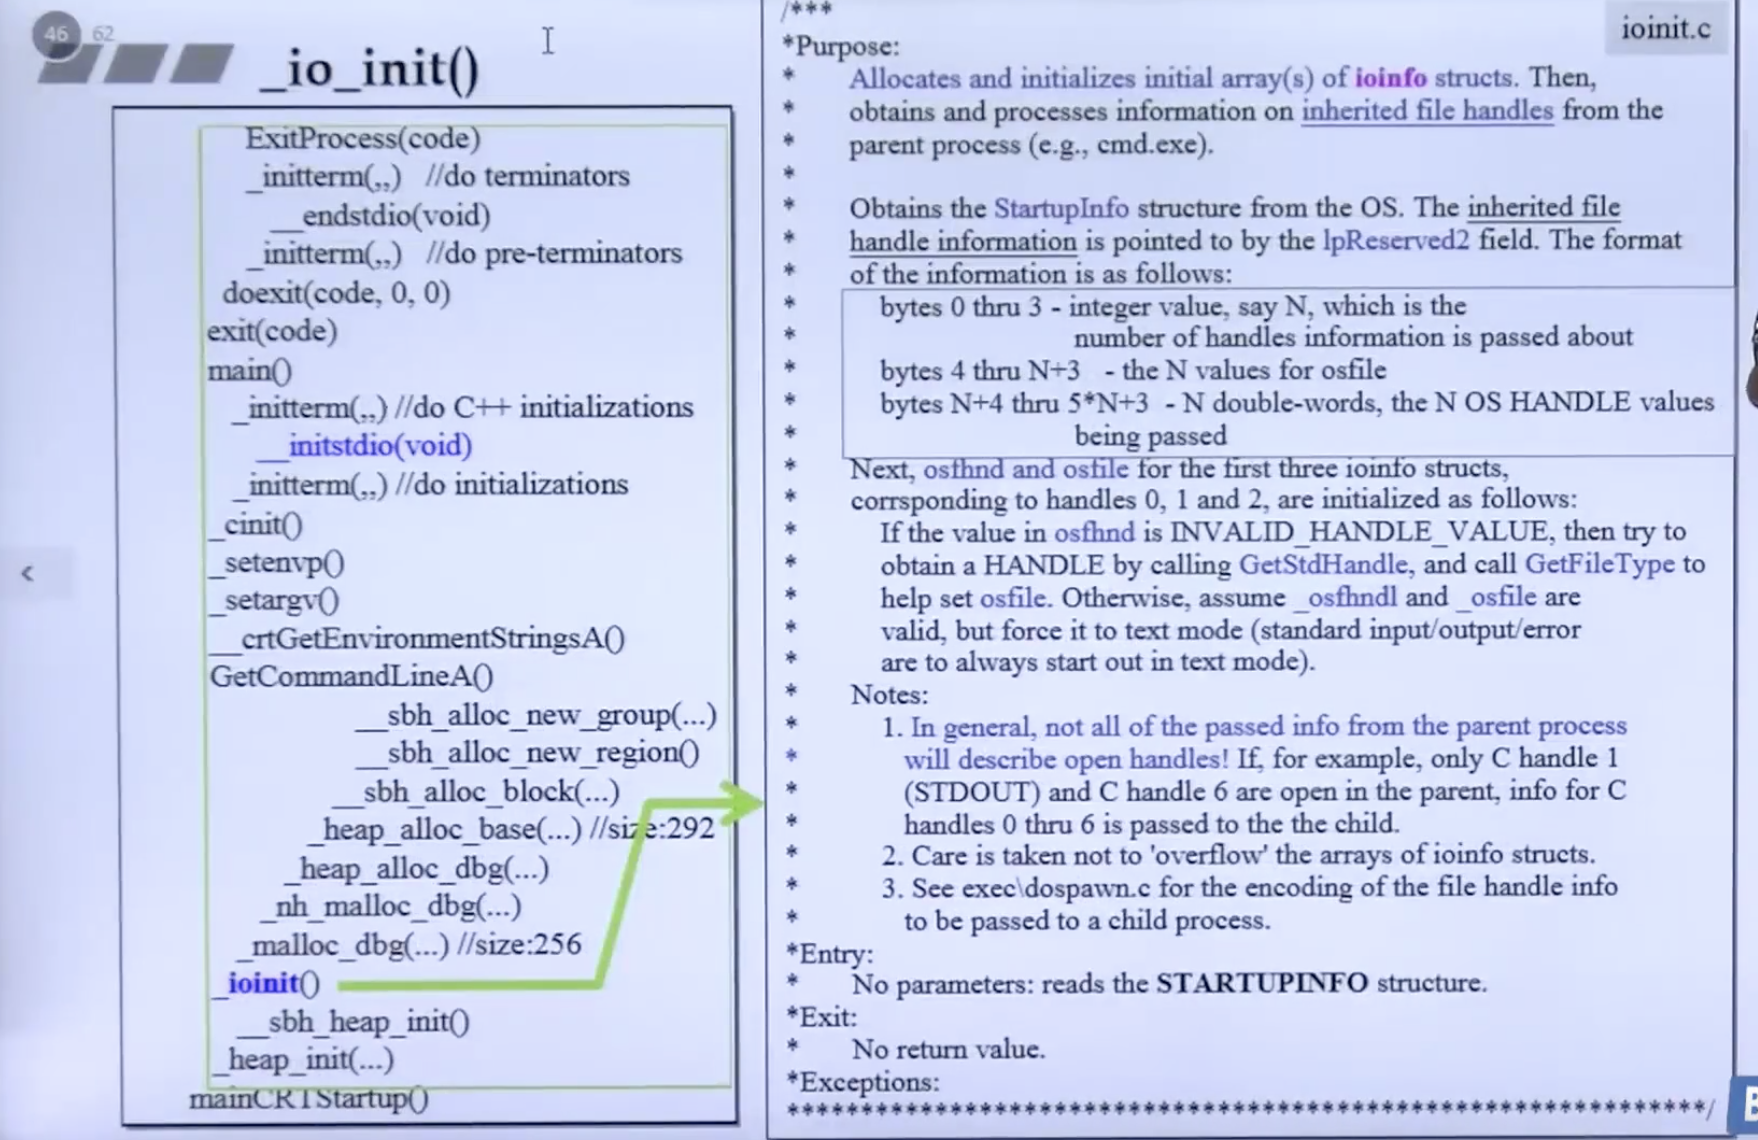 46 62
_io_init()
ExitProcess(code)
_initterm(,,) //do terminators
__endstdio(void)
_initterm(,,) //do pre-terminators
doexit(code, 0, 0)
exit(code)
main()
_initterm(,,) //do C++ initializations
__initstdio(void)
_initterm(,,) //do initializations
_cinit()
_setenvp()
_setargv()
__crtGetEnvironmentStringsA()
GetCommandLineA()
__sbh_alloc_new_group(...)
__sbh_alloc_new_region()
__sbh_alloc_block(...)
_heap_alloc_base(...) //size:292
_heap_alloc_dbg(...)
_nh_malloc_dbg(...)
_malloc_dbg(...) //size:256
_ioinit()
__sbh_heap_init()
_heap_init(...)
mainCRTStartup()
ioinit.c
/***
*Purpose:
* Allocates and initializes initial array(s) of ioinfo structs. Then,
* obtains and processes information on inherited file handles from the
* parent process (e.g., cmd.exe).
*
* Obtains the StartupInfo structure from the OS. The inherited file
* handle information is pointed to by the lpReserved2 field. The format
* of the information is as follows:
* bytes 0 thru 3 - integer value, say N, which is the
* number of handles information is passed about
* bytes 4 thru N+3 - the N values for osfile
* bytes N+4 thru 5*N+3 - N double-words, the N OS HANDLE values
* being passed
* Next, osfhnd and osfile for the first three ioinfo structs,
* corrsponding to handles 0, 1 and 2, are initialized as follows:
* If the value in osfhnd is INVALID_HANDLE_VALUE, then try to
* obtain a HANDLE by calling GetStdHandle, and call GetFileType to
* help set osfile. Otherwise, assume _osfhndl and _osfile are
* valid, but force it to text mode (standard input/output/error
* are to always start out in text mode).
* Notes:
* 1. In general, not all of the passed info from the parent process
* will describe open handles! If, for example, only C handle 1
* (STDOUT) and C handle 6 are open in the parent, info for C
* handles 0 thru 6 is passed to the the child.
* 2. Care is taken not to 'overflow' the arrays of ioinfo structs.
* 3. See exec\dospawn.c for the encoding of the file handle info
* to be passed to a child process.
*Entry:
* No parameters: reads the STARTUPINFO structure.
*Exit:
* No return value.
*Exceptions:
*******************************************************************************/